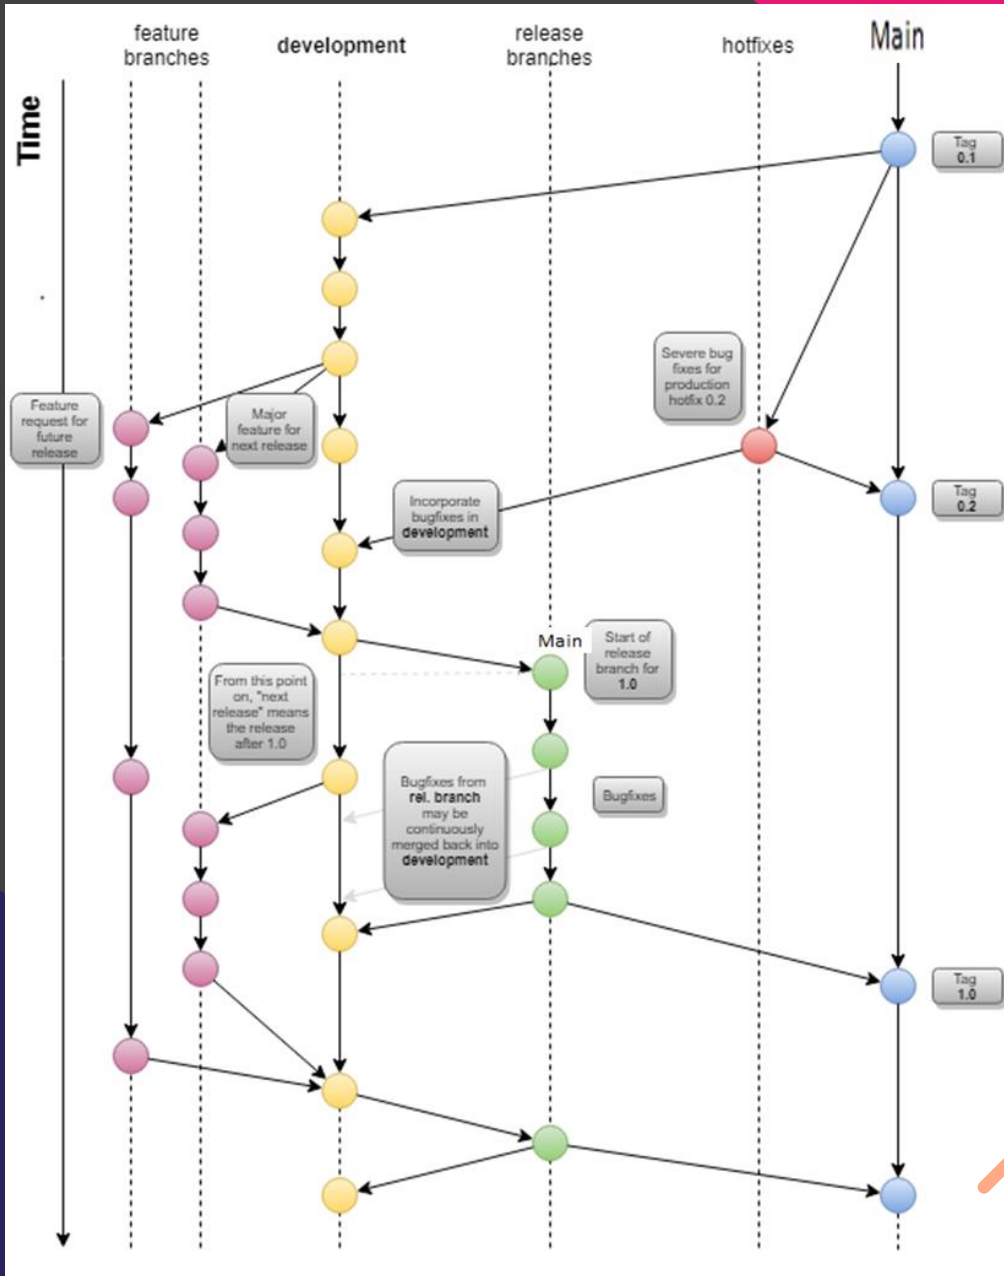 feature
branches
development
release
branches
hotfixes
Main
Time
Tag
0.1
Severe bug
fixes for
production
hotfix 0.2
Feature
request for
future
release
Major
feature for
next release
Incorporate
bugfixes in
development
Tag
0.2
Main
Start of
release
branch for
1.0
From this point
on, "next
release" means
the release
after 1.0
Bugfixes from
rel. branch
may be
continuously
merged back into
development
Bugfixes
Tag
1.0